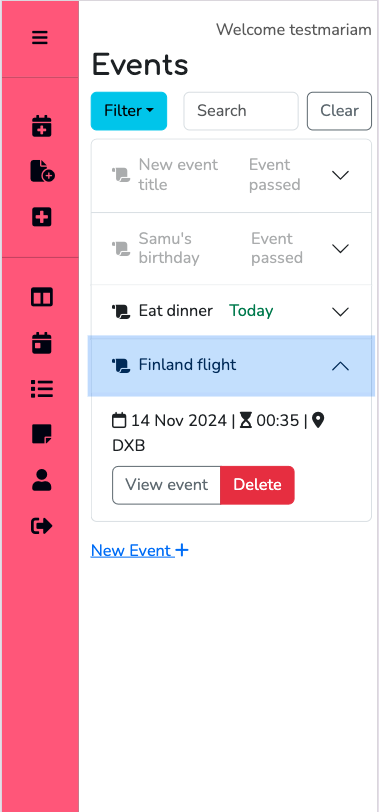 Welcome testmariam
Events
Filter
Search
Clear
New event title
Event passed
Samu's birthday
Event passed
Eat dinner
Today
Finland flight
14 Nov 2024 | 00:35 |
DXB
View event
Delete
New Event +